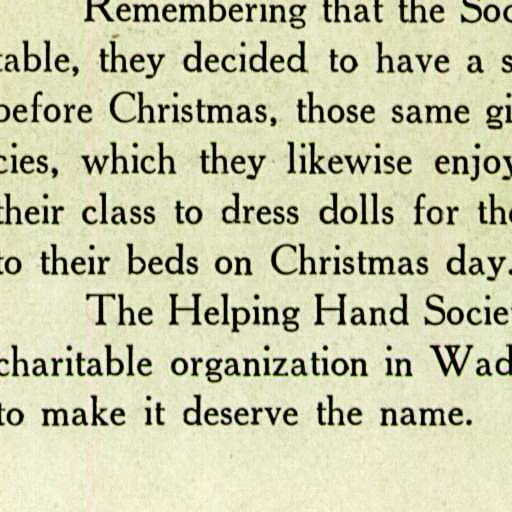 Remembering that the Soc
table, they decided to have a s
before Christmas, those same gi
cies, which they likewise enjoy
their class to dress dolls for the
to their beds on Christmas day.
The Helping Hand Socie
charitable organization in Wad
to make it deserve the name.